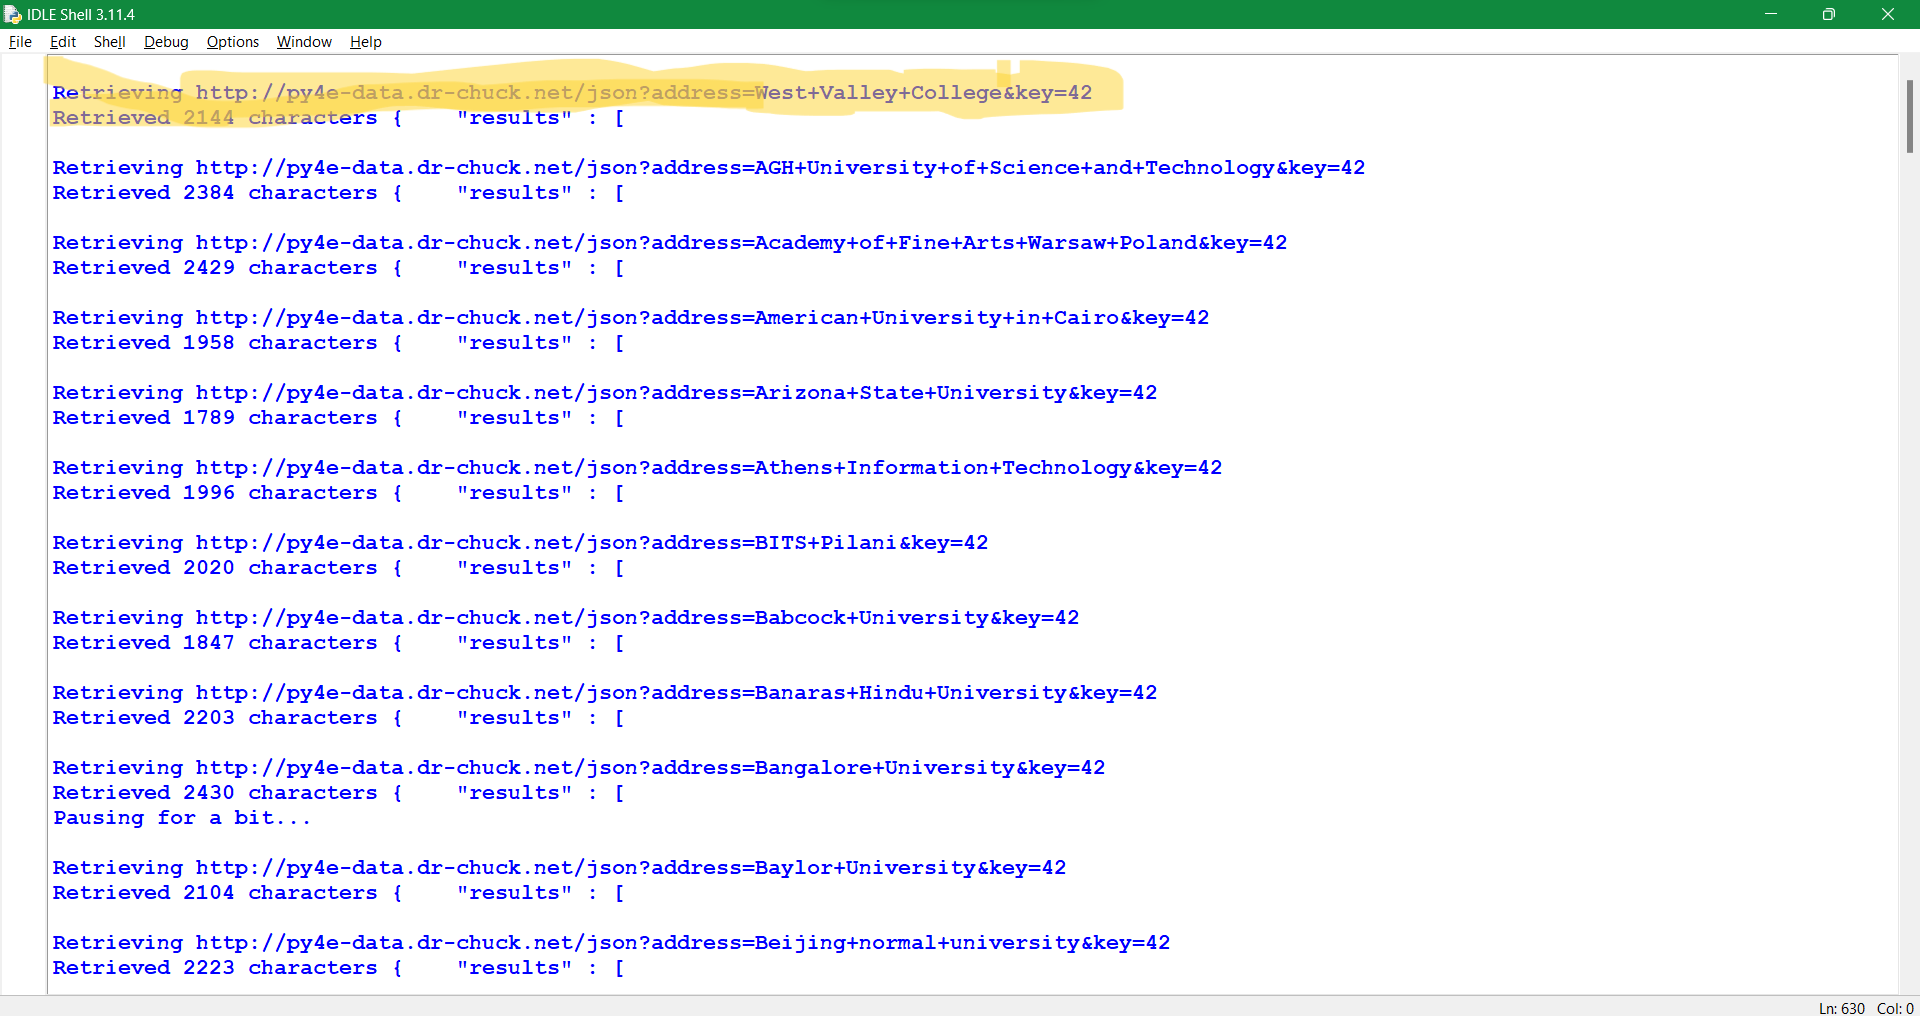 IDLE Shell 3.11.4
File Edit Shell Debug Options Window Help
Retrieving http://py4e-data.dr-chuck.net/json?address=West+Valley+College&key=42
Retrieved 2144 characters {    "results" : [
Retrieving http://py4e-data.dr-chuck.net/json?address=AGH+University+of+Science+and+Technology&key=42
Retrieved 2384 characters {    "results" : [
Retrieving http://py4e-data.dr-chuck.net/json?address=Academy+of+Fine+Arts+Warsaw+Poland&key=42
Retrieved 2429 characters {    "results" : [
Retrieving http://py4e-data.dr-chuck.net/json?address=American+University+in+Cairo&key=42
Retrieved 1958 characters {    "results" : [
Retrieving http://py4e-data.dr-chuck.net/json?address=Arizona+State+University&key=42
Retrieved 1789 characters {    "results" : [
Retrieving http://py4e-data.dr-chuck.net/json?address=Athens+Information+Technology&key=42
Retrieved 1996 characters {    "results" : [
Retrieving http://py4e-data.dr-chuck.net/json?address=BITS+Pilani&key=42
Retrieved 2020 characters {    "results" : [
Retrieving http://py4e-data.dr-chuck.net/json?address=Babcock+University&key=42
Retrieved 1847 characters {    "results" : [
Retrieving http://py4e-data.dr-chuck.net/json?address=Banaras+Hindu+University&key=42
Retrieved 2203 characters {    "results" : [
Retrieving http://py4e-data.dr-chuck.net/json?address=Bangalore+University&key=42
Retrieved 2430 characters {    "results" : [
Pausing for a bit...
Retrieving http://py4e-data.dr-chuck.net/json?address=Baylor+University&key=42
Retrieved 2104 characters {    "results" : [
Retrieving http://py4e-data.dr-chuck.net/json?address=Beijing+normal+university&key=42
Retrieved 2223 characters {    "results" : [
Ln: 630 Col: 0